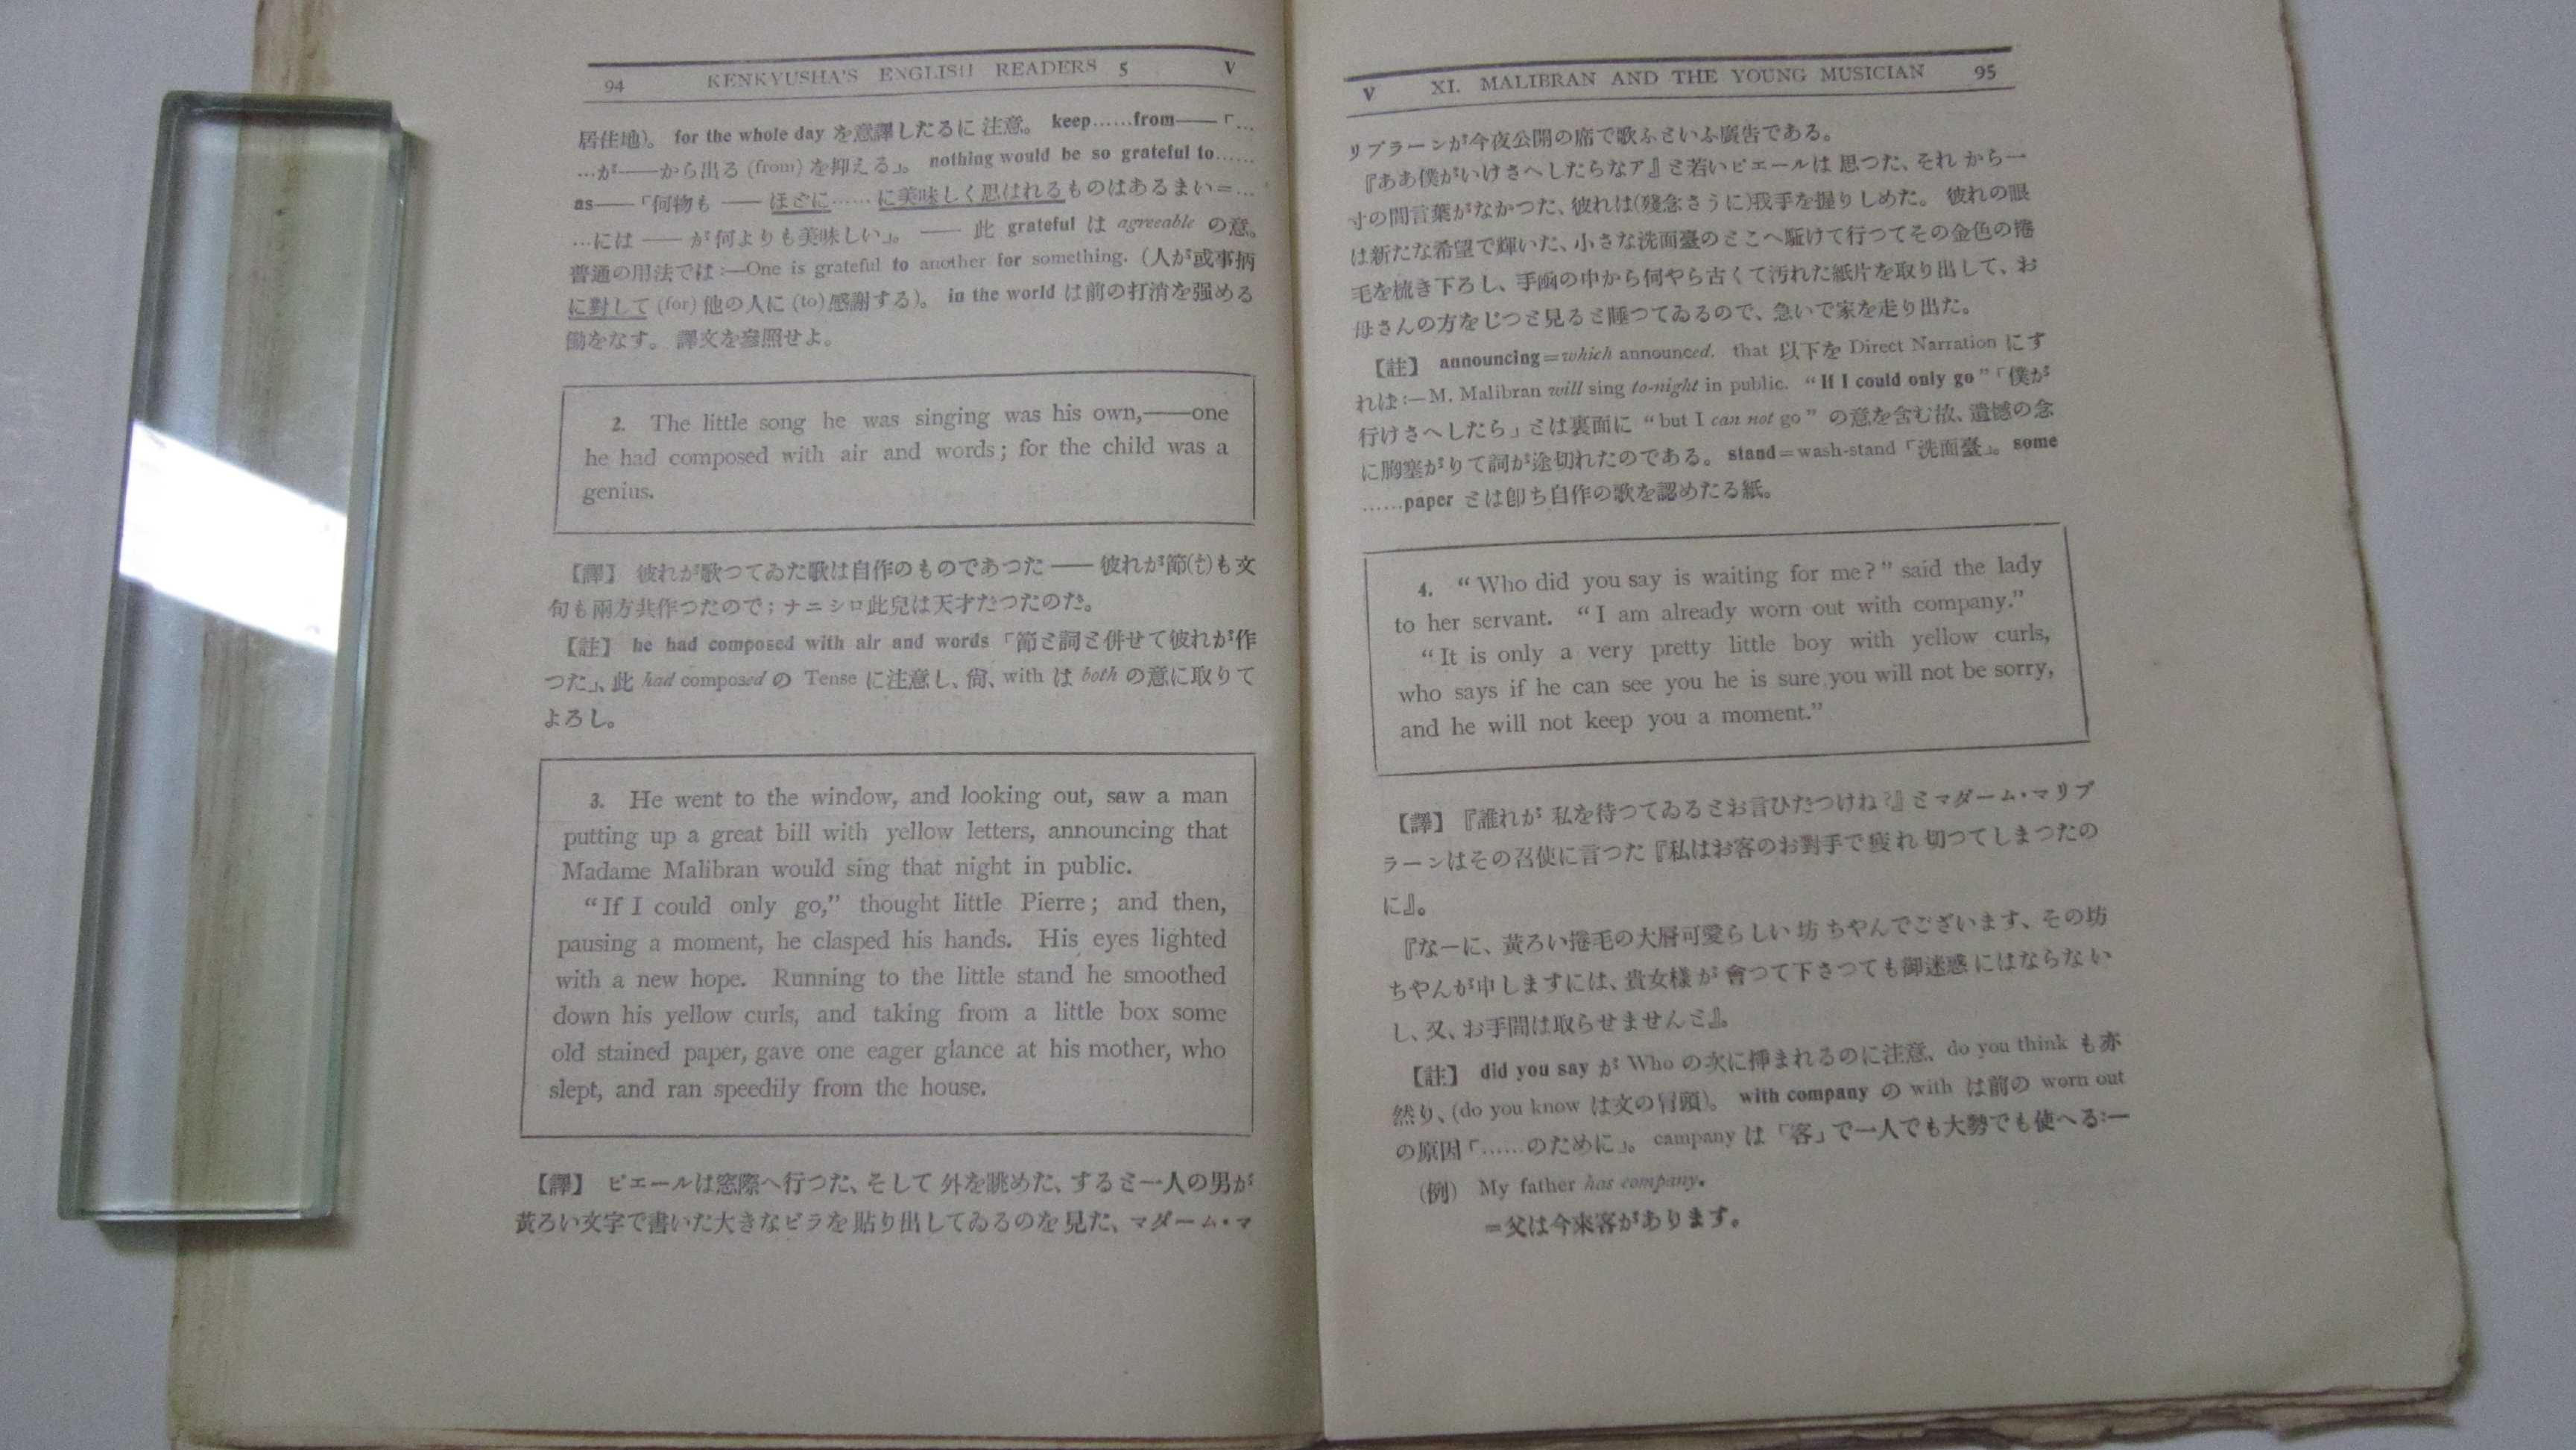 94 KENKYUSHA'S ENGLISH READERS 5 V
居住地)。 for the whole day を意譯したるに注意。 keep……from——「…
…が——から出る (from) を抑える」。 nothing would be so grateful to……
as——「何物も —— ほどに…… に美味しく思はれるものはあるまい=…
…には —— が何よりも美味しい」。 —— 此 grateful は agreeable の意。
普通の用法では:—One is grateful to another for something. (人が或事柄
に對して (for) 他の人に (to) 感謝する)。 in the world は前の打消を强める
働をなす。 譯文を參照せよ。
2. The little song he was singing was his own,——one
he had composed with air and words; for the child was a
genius.
【譯】 彼れが歌つてゐた歌は自作のものであつた —— 彼れが節()も文
句も兩方共作つたので; ナニシロ此兒は天才だつたのだ。
【註】 he had composed with air and words 「節と詞と併せて彼れが作
つた」、此 had composed の Tense に注意し、尙、with は both の意に取りて
よろし。
3. He went to the window, and looking out, saw a man
putting up a great bill with yellow letters, announcing that
Madame Malibran would sing that night in public.
“If I could only go,” thought little Pierre; and then,
pausing a moment, he clasped his hands. His eyes lighted
with a new hope. Running to the little stand he smoothed
down his yellow curls, and taking from a little box some
old stained paper, gave one eager glance at his mother, who
slept, and ran speedily from the house.
【譯】 ピエールは窓際へ行つた、そして外を眺めた、すると一人の男が
黃ろい文字で書いた大きなビラを貼り出してゐるのを見た、マダーム・マ
V XI. MALIBRAN AND THE YOUNG MUSICIAN 95
リブラーンが今夜公開の席で歌ふといふ廣告である。
『ああ僕がいけさへしたらなア』と若いピエールは思つた、それから一
寸の間言葉がなかつた、彼れは(殘念さうに)我手を握りしめた。 彼れの眼
は新たな希望で輝いた、小さな洗面臺のとこへ駈けて行つてその金色の捲
毛を梳き下ろし、手凾の中から何やら古くて汚れた紙片を取り出して、お
母さんの方をじつと見ると睡つてゐるので、急いで家を走り出た。
【註】 announcing=which announced. that 以下を Direct Narration にす
れば:—M. Malibran will sing to-night in public. “If I could only go”「僕が
行けさへしたら」とは裏面に “but I can not go” の意を含む故、遺憾の念
に胸塞がりて詞が途切れたのである。 stand=wash-stand「洗面臺」。 some
……paper とは卽ち自作の歌を認めたる紙。
4. “Who did you say is waiting for me?” said the lady
to her servant. “I am already worn out with company.”
“It is only a very pretty little boy with yellow curls,
who says if he can see you he is sure you will not be sorry,
and he will not keep you a moment.”
【譯】『誰れが私を待つてゐるとお言ひだつけね?』とマダーム・マリブ
ラーンはその召使に言つた『私はお客のお對手で疲れ切つてしまつたの
に』。
『なーに、黃ろい捲毛の大層可愛らしい坊ちやんでございます、その坊
ちやんが申しますには、貴女樣が會つて下さつても御迷惑にはならない
し、又、お手間は取らせませんと』。
【註】 did you say が Who の次に挿まれるのに注意、do you think も亦
然り、(do you know は文の冒頭)。 with company の with は前の worn out
の原因「……のために」。 campany は「客」で一人でも大勢でも使へる:—
(例) My father has company.
=父は今來客があります。